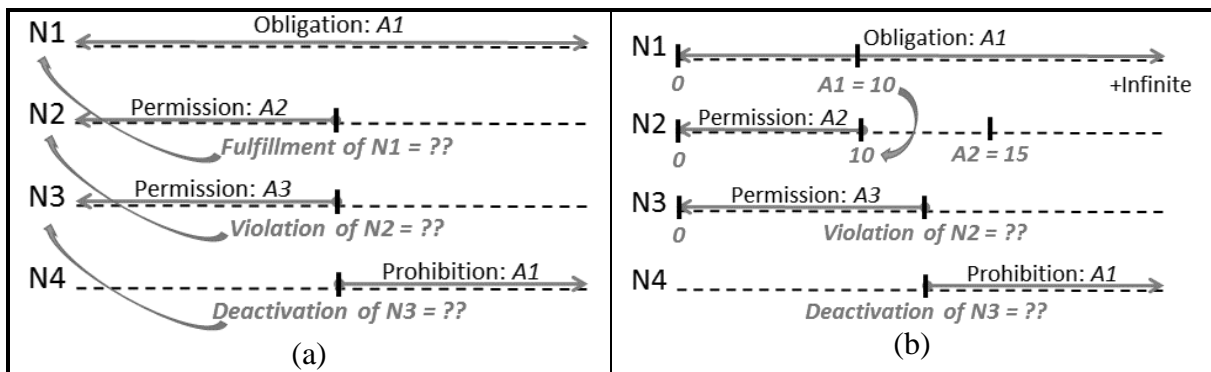 N1 Obligation: A1
N2 Permission: A2
Fulfillment of N1 = ??
N3 Permission: A3
Violation of N2 = ??
N4 Prohibition: A1
Deactivation of N3 = ??
(a)
N1 Obligation: A1
0 A1 = 10 +Infinite
N2 Permission: A2
0 10 A2 = 15
N3 Permission: A3
0 Violation of N2 = ??
N4 Prohibition: A1
Deactivation of N3 = ??
(b)